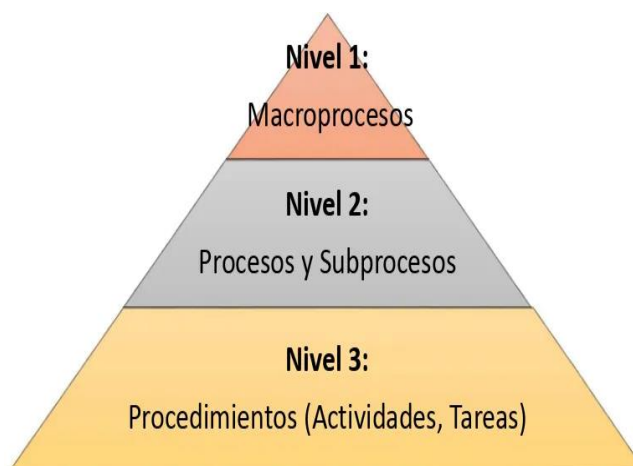 Nivel 1:
Macroprocesos
Nivel 2:
Procesos y Subprocesos
Nivel 3:
Procedimientos (Actividades, Tareas)